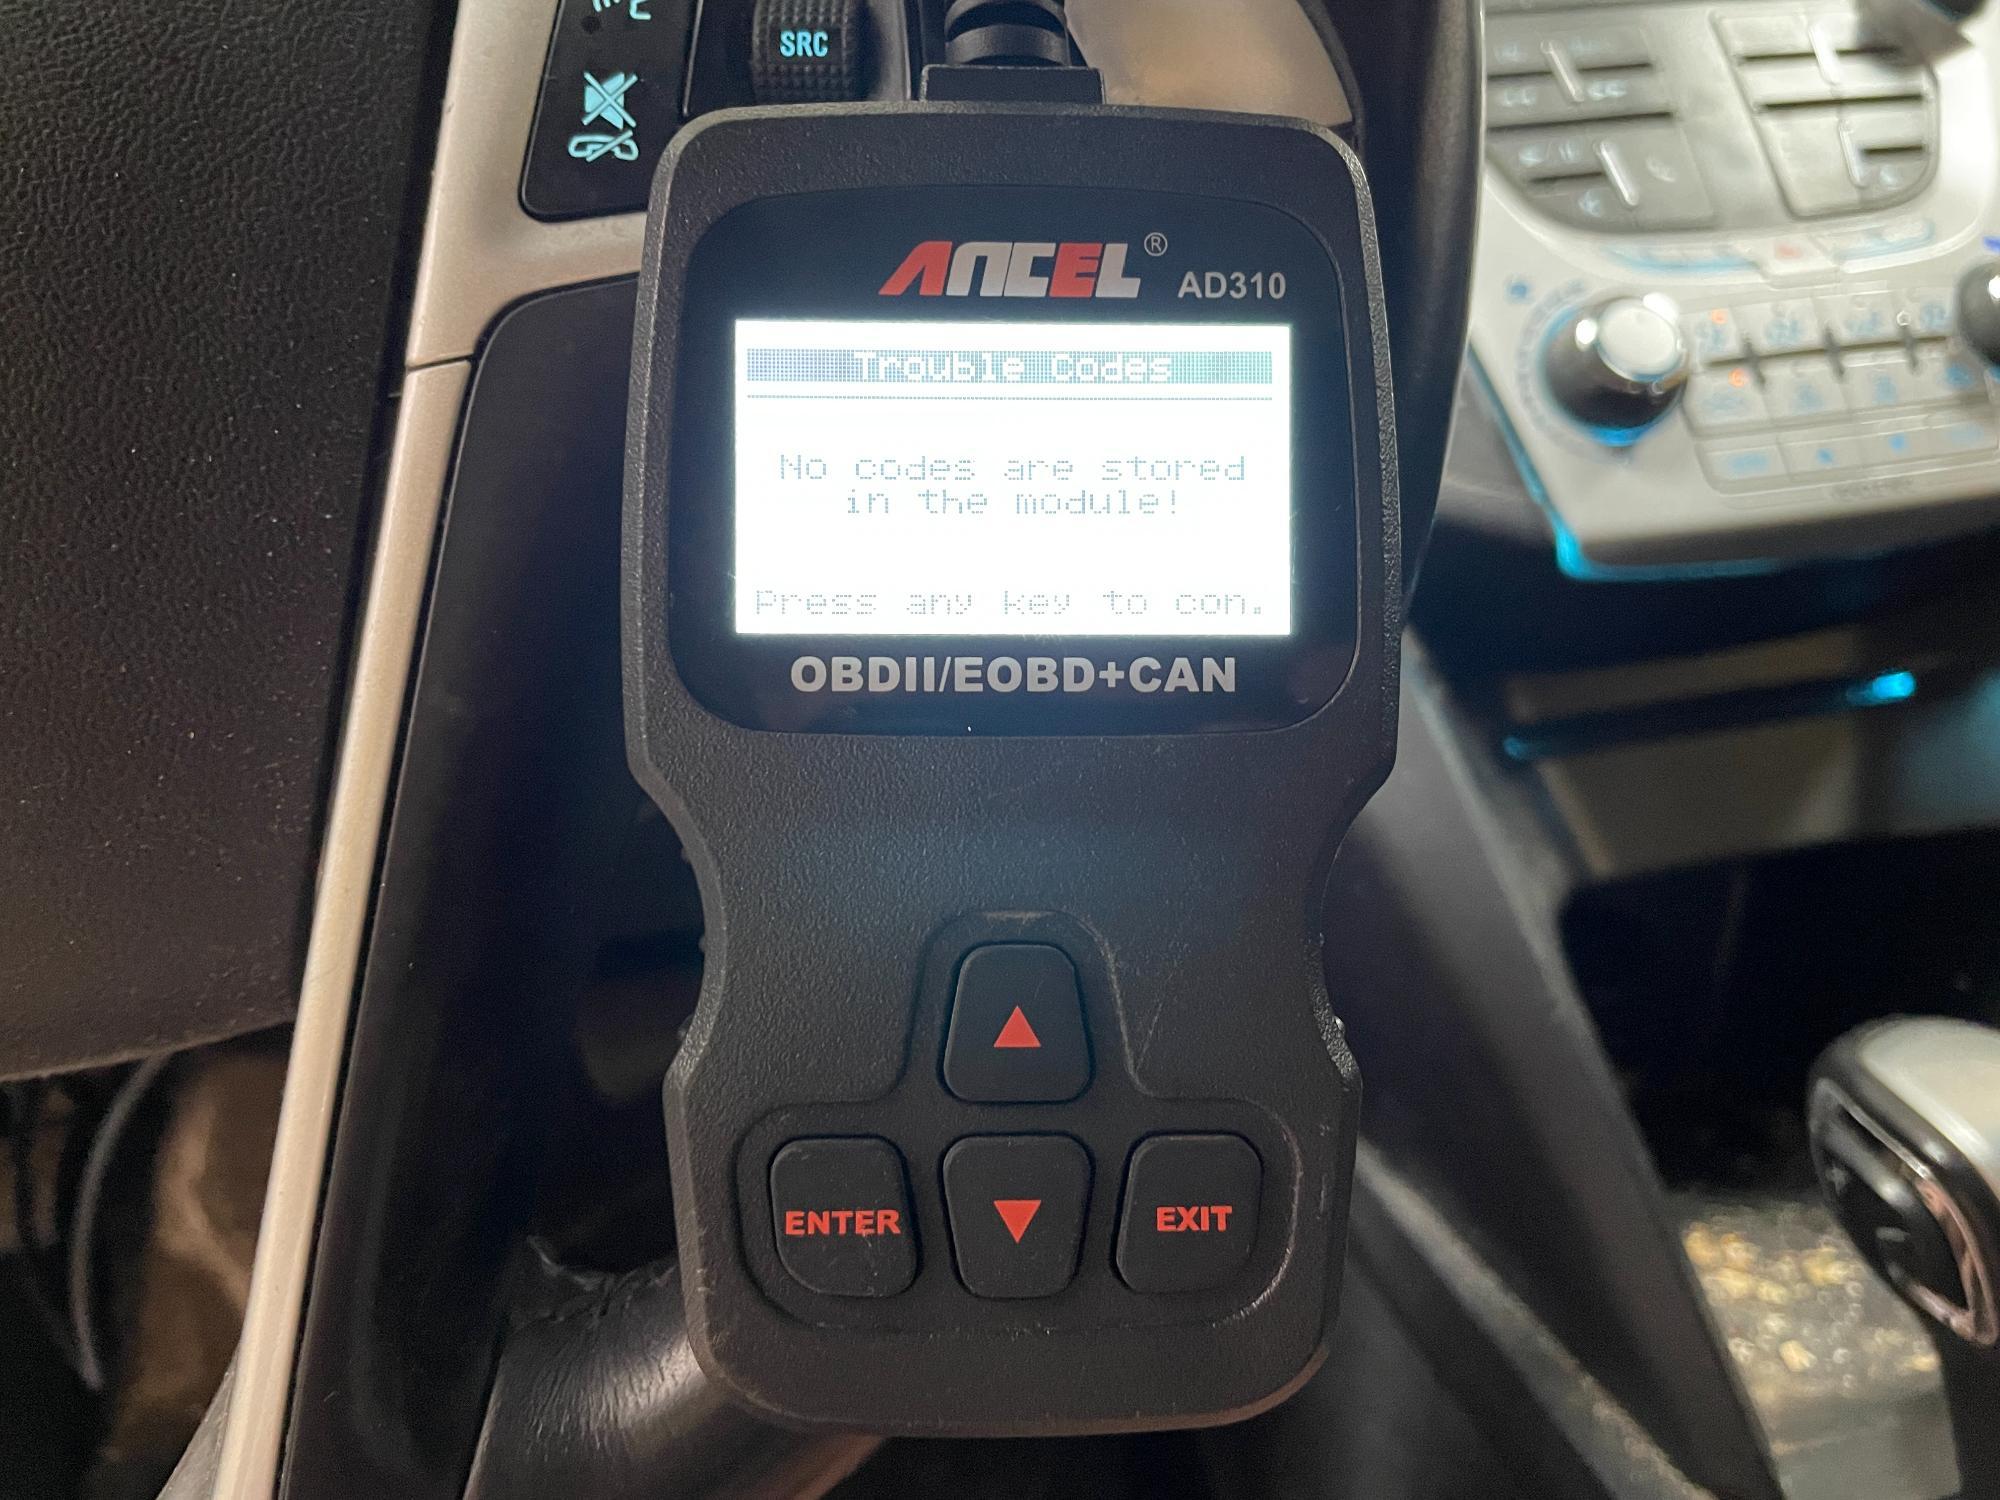 SRC
ANCEL®
AD310
Trouble Codes
No codes are stored
in the module!
Press any key to con.
OBDII/EOBD+CAN
ENTER
EXIT